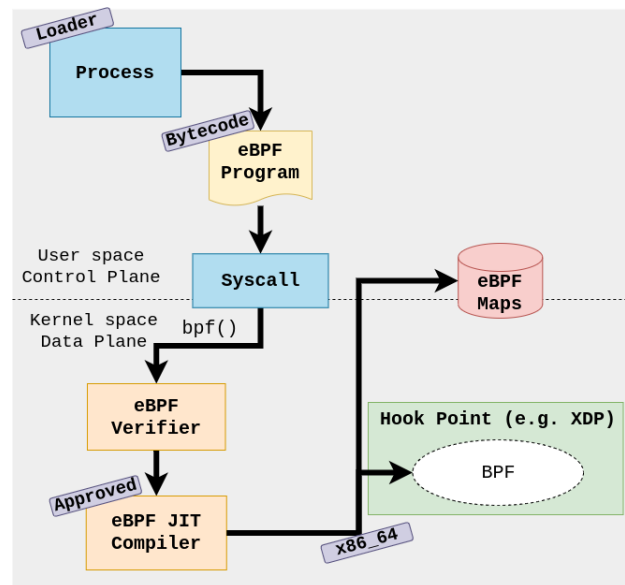 Loader
Process
Bytecode
eBPF
Program
User space
Control Plane
Syscall
eBPF
Maps
Kernel space
Data Plane
bpf()
eBPF
Verifier
Hook Point (e.g. XDP)
BPF
Approved
eBPF JIT
Compiler
x86_64